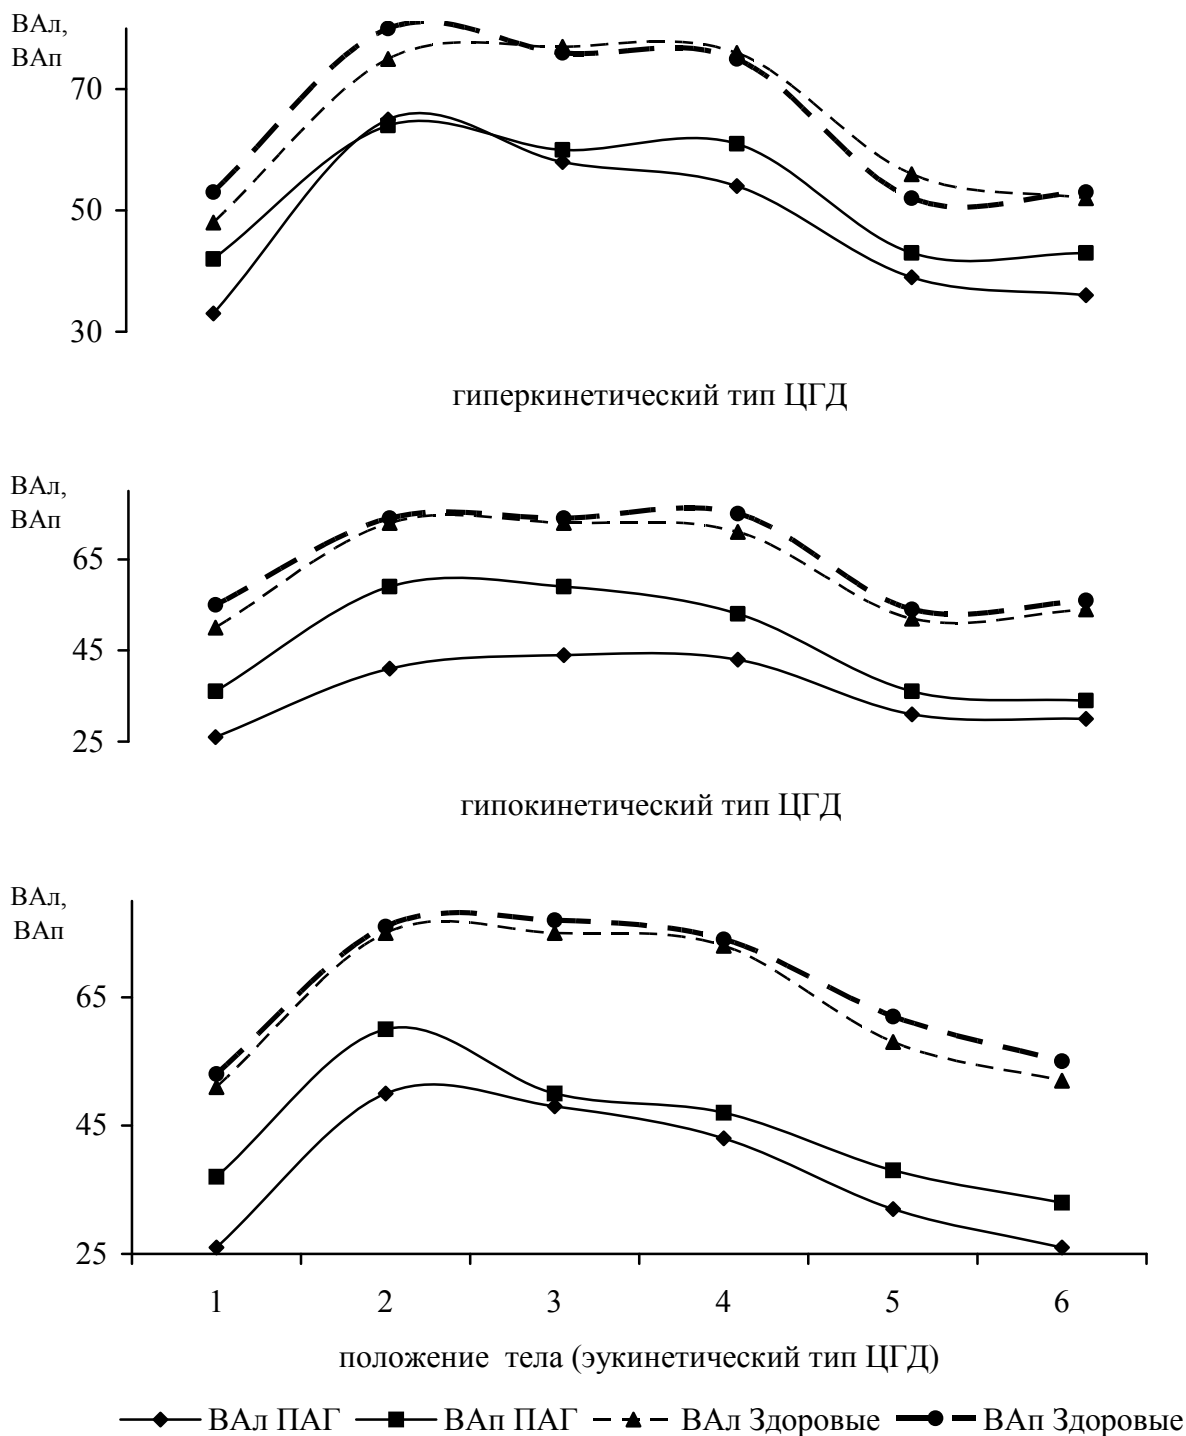 ВАл,
ВАп
70
50
30
гиперкинетический тип ЦГД
ВАл,
ВАп
65
45
25
гипокинетический тип ЦГД
ВАл,
ВАп
65
45
25
1 2 3 4 5 6
положение тела (эукинетический тип ЦГД)
ВАл ПАГ ВАп ПАГ ВАл Здоровые ВАп Здоровые